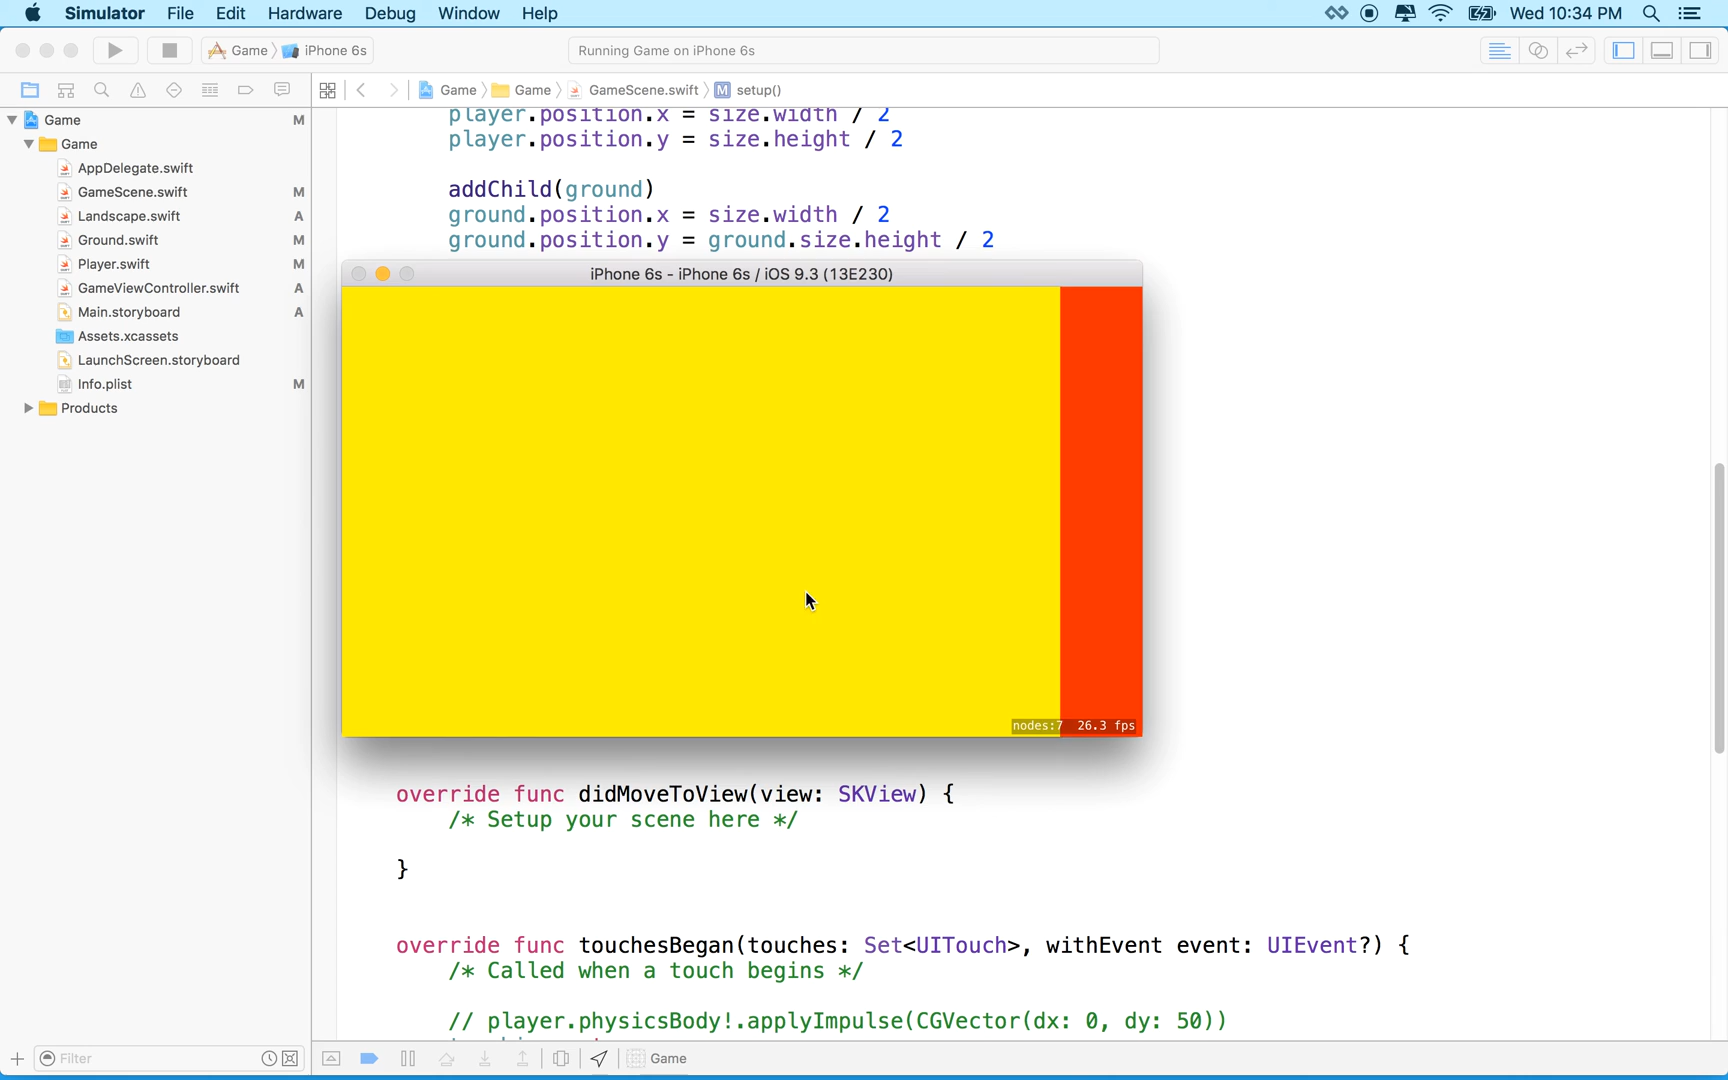 Simulator File Edit Hardware Debug Window Help Wed 10:34 PM
Game iPhone 6s Running Game on iPhone 6s
Game Game GameScene.swift M setup()
Game M
Game
AppDelegate.swift
GameScene.swift M
Landscape.swift A
Ground.swift M
Player.swift M
GameViewController.swift A
Main.storyboard A
Assets.xcassets
LaunchScreen.storyboard
Info.plist M
Products
player.position.x = size.width / 2
player.position.y = size.height / 2
addChild(ground)
ground.position.x = size.width / 2
ground.position.y = ground.size.height / 2
iPhone 6s - iPhone 6s / iOS 9.3 (13E230)
nodes:7 26.3 fps
override func didMoveToView(view: SKView) {
/* Setup your scene here */
}
override func touchesBegan(touches: Set<UITouch>, withEvent event: UIEvent?) {
/* Called when a touch begins */
// player.physicsBody!.applyImpulse(CGVector(dx: 0, dy: 50))
Filter Game